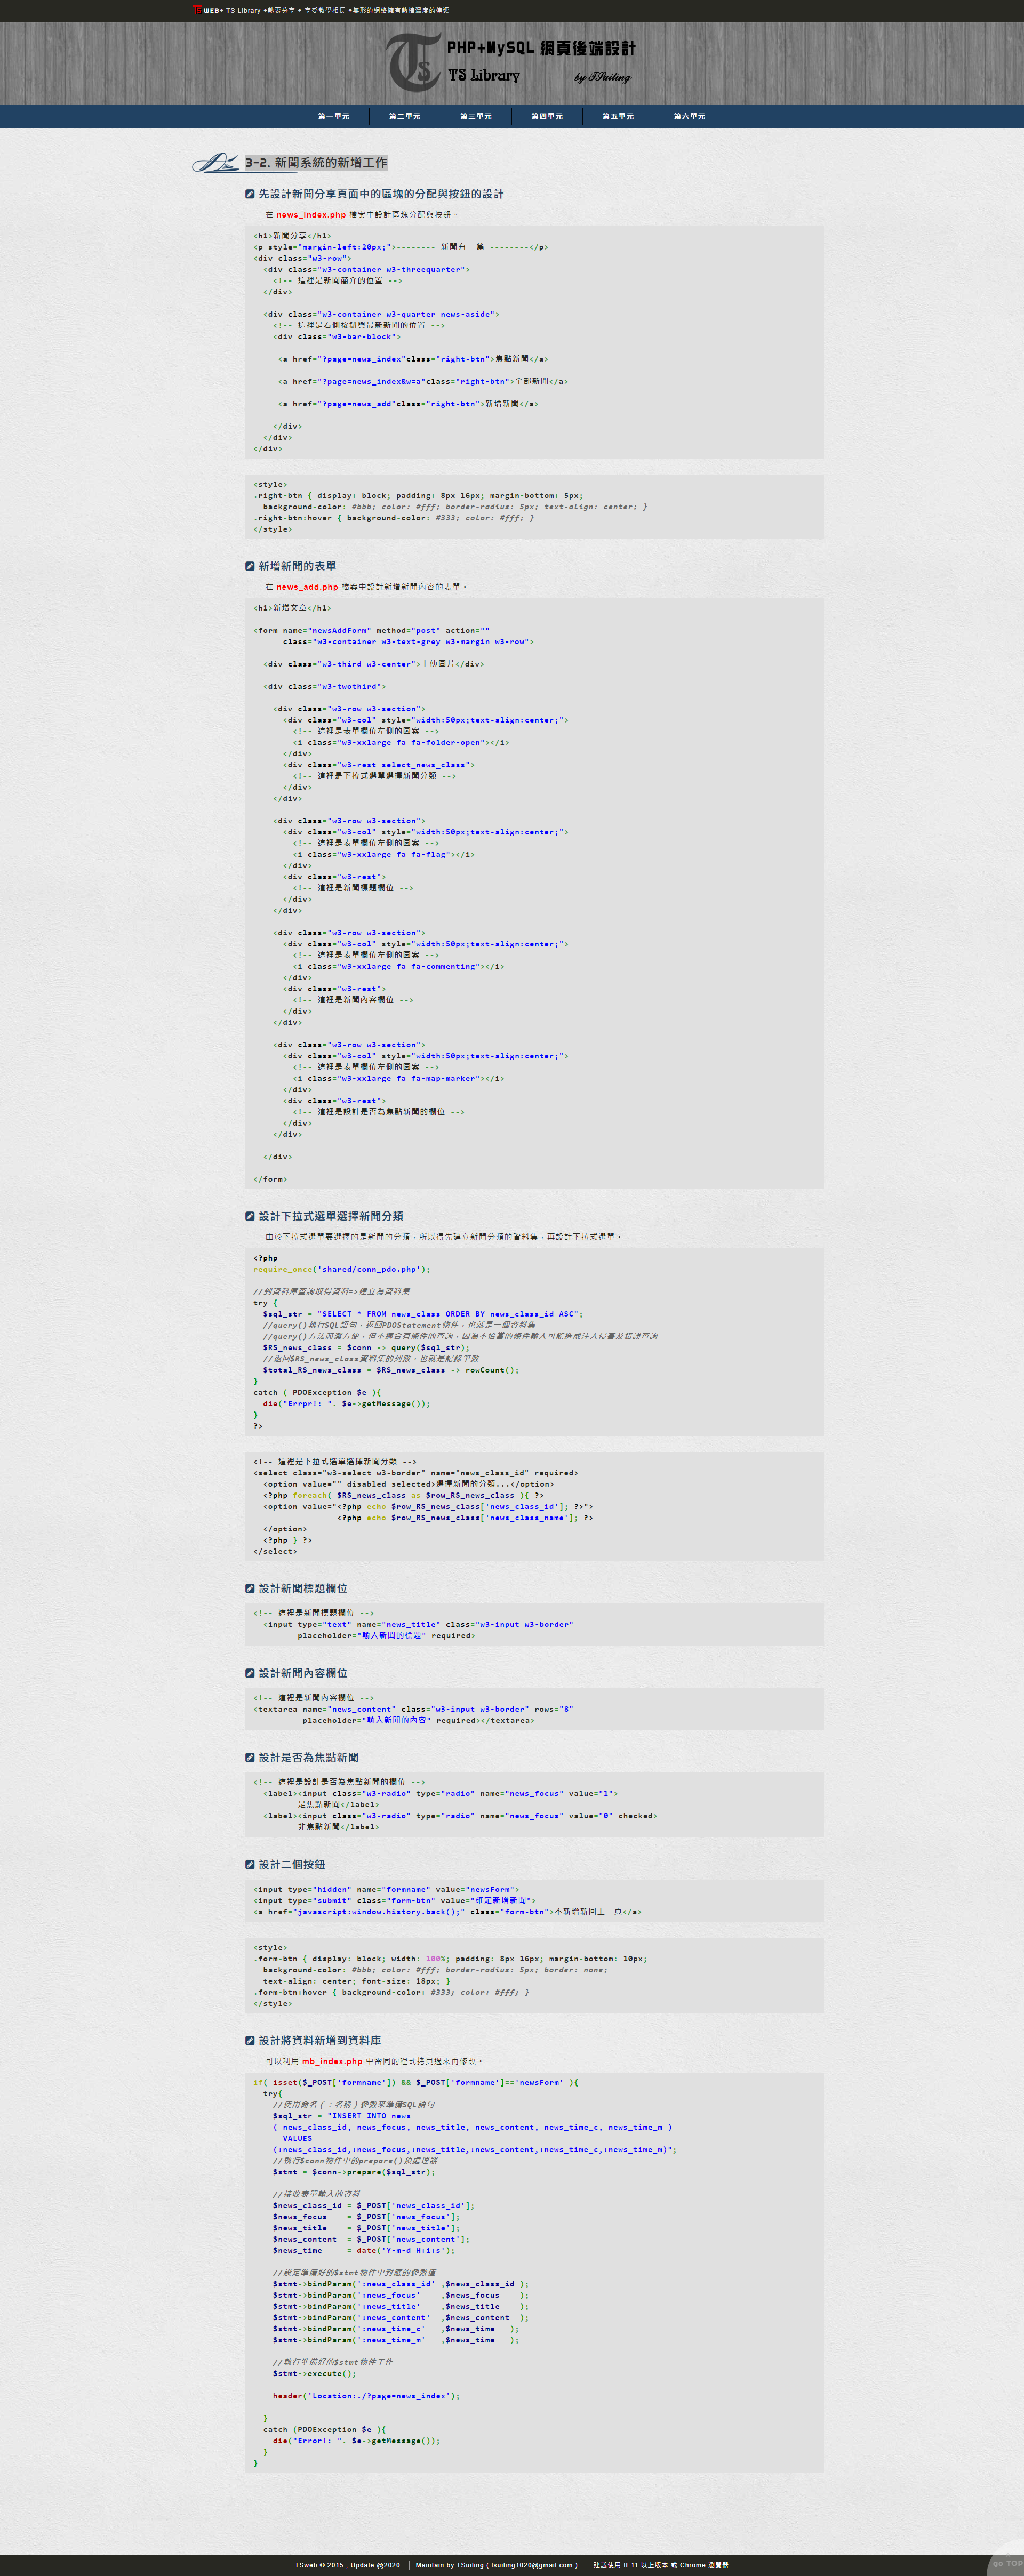 TS WEB♦ TS Library ♦熱衷分享 ♦ 享受教學相長 ♦無形的網絡擁有熱情溫度的傳遞
PHP+MySQL 網頁後端設計
TS Library by TSuiling
第一單元 第二單元 第三單元 第四單元 第五單元 第六單元
3-2. 新聞系統的新增工作
先設計新聞分享頁面中的區塊的分配與按鈕的設計
在 news_index.php 檔案中設計區塊分配與按鈕。
<h1>新聞分享</h1>
<p style="margin-left:20px;">-------- 新聞有  篇 --------</p>
<div class="w3-row">
  <div class="w3-container w3-threequarter">
    <!-- 這裡是新聞簡介的位置 -->
  </div>

  <div class="w3-container w3-quarter news-aside">
    <!-- 這裡是右側按鈕與最新新聞的位置 -->
    <div class="w3-bar-block">

     <a href="?page=news_index"class="right-btn">焦點新聞</a>

     <a href="?page=news_index&w=a"class="right-btn">全部新聞</a>

     <a href="?page=news_add"class="right-btn">新增新聞</a>

    </div>
  </div>
</div>

<style>
.right-btn { display: block; padding: 8px 16px; margin-bottom: 5px;
  background-color: #bbb; color: #fff; border-radius: 5px; text-align: center; }
.right-btn:hover { background-color: #333; color: #fff; }
</style>

新增新聞的表單
在 news_add.php 檔案中設計新增新聞內容的表單。
<h1>新增文章</h1>

<form name="newsAddForm" method="post" action=""
      class="w3-container w3-text-grey w3-margin w3-row">

  <div class="w3-third w3-center">上傳圖片</div>

  <div class="w3-twothird">

    <div class="w3-row w3-section">
      <div class="w3-col" style="width:50px;text-align:center;">
        <!-- 這裡是表單欄位左側的圖案 -->
        <i class="w3-xxlarge fa fa-folder-open"></i>
      </div>
      <div class="w3-rest select_news_class">
        <!-- 這裡是下拉式選單選擇新聞分類 -->
      </div>
    </div>

    <div class="w3-row w3-section">
      <div class="w3-col" style="width:50px;text-align:center;">
        <!-- 這裡是表單欄位左側的圖案 -->
        <i class="w3-xxlarge fa fa-flag"></i>
      </div>
      <div class="w3-rest">
        <!-- 這裡是新聞標題欄位 -->
      </div>
    </div>

    <div class="w3-row w3-section">
      <div class="w3-col" style="width:50px;text-align:center;">
        <!-- 這裡是表單欄位左側的圖案 -->
        <i class="w3-xxlarge fa fa-commenting"></i>
      </div>
      <div class="w3-rest">
        <!-- 這裡是新聞內容欄位 -->
      </div>
    </div>

    <div class="w3-row w3-section">
      <div class="w3-col" style="width:50px;text-align:center;">
        <!-- 這裡是表單欄位左側的圖案 -->
        <i class="w3-xxlarge fa fa-map-marker"></i>
      </div>
      <div class="w3-rest">
        <!-- 這裡是設計是否為焦點新聞的欄位 -->
      </div>
    </div>

  </div>

</form>

設計下拉式選單選擇新聞分類
由於下拉式選單要選擇的是新聞的分類，所以得先建立新聞分類的資料集，再設計下拉式選單。
<?php
require_once('shared/conn_pdo.php');

//到資料庫查詢取得資料=>建立為資料集
try {
  $sql_str = "SELECT * FROM news_class ORDER BY news_class_id ASC";
  //query()執行SQL語句，返回PDOStatement物件，也就是一個資料集
  //query()方法簡潔方便，但不適合有條件的查詢，因為不恰當的條件輸入可能造成注入侵害及錯誤查詢
  $RS_news_class = $conn -> query($sql_str);
  //返回$RS_news_class資料集的列數，也就是記錄筆數
  $total_RS_news_class = $RS_news_class -> rowCount();
}
catch ( PDOException $e ){
  die("Errpr!: ". $e->getMessage());
}
?>

<!-- 這裡是下拉式選單選擇新聞分類 -->
<select class="w3-select w3-border" name="news_class_id" required>
  <option value="" disabled selected>選擇新聞的分類...</option>
  <?php foreach( $RS_news_class as $row_RS_news_class ){ ?>
  <option value="<?php echo $row_RS_news_class['news_class_id']; ?>">
                 <?php echo $row_RS_news_class['news_class_name']; ?>
  </option>
  <?php } ?>
</select>

設計新聞標題欄位
<!-- 這裡是新聞標題欄位 -->
  <input type="text" name="news_title" class="w3-input w3-border"
         placeholder="輸入新聞的標題" required>

設計新聞內容欄位
<!-- 這裡是新聞內容欄位 -->
<textarea name="news_content" class="w3-input w3-border" rows="8"
          placeholder="輸入新聞的內容" required></textarea>

設計是否為焦點新聞
<!-- 這裡是設計是否為焦點新聞的欄位 -->
  <label><input class="w3-radio" type="radio" name="news_focus" value="1">
         是焦點新聞</label>
  <label><input class="w3-radio" type="radio" name="news_focus" value="0" checked>
         非焦點新聞</label>

設計二個按鈕
<input type="hidden" name="formname" value="newsForm">
<input type="submit" class="form-btn" value="確定新增新聞">
<a href="javascript:window.history.back();" class="form-btn">不新增新回上一頁</a>

<style>
.form-btn { display: block; width: 100%; padding: 8px 16px; margin-bottom: 10px;
  background-color: #bbb; color: #fff; border-radius: 5px; border: none;
  text-align: center; font-size: 18px; }
.form-btn:hover { background-color: #333; color: #fff; }
</style>

設計將資料新增到資料庫
可以利用 mb_index.php 中雷同的程式拷貝過來再修改。
if( isset($_POST['formname']) && $_POST['formname']=='newsForm' ){
  try{
    //使用命名（：名稱）參數來準備SQL語句
    $sql_str = "INSERT INTO news
    ( news_class_id, news_focus, news_title, news_content, news_time_c, news_time_m )
      VALUES
    (:news_class_id,:news_focus,:news_title,:news_content,:news_time_c,:news_time_m)";
    //執行$conn物件中的prepare()預處理器
    $stmt = $conn->prepare($sql_str);

    //接收表單輸入的資料
    $news_class_id = $_POST['news_class_id'];
    $news_focus    = $_POST['news_focus'];
    $news_title    = $_POST['news_title'];
    $news_content  = $_POST['news_content'];
    $news_time     = date('Y-m-d H:i:s');

    //設定準備好的$stmt物件中對應的參數值
    $stmt->bindParam(':news_class_id' ,$news_class_id );
    $stmt->bindParam(':news_focus'    ,$news_focus    );
    $stmt->bindParam(':news_title'    ,$news_title    );
    $stmt->bindParam(':news_content'  ,$news_content  );
    $stmt->bindParam(':news_time_c'   ,$news_time   );
    $stmt->bindParam(':news_time_m'   ,$news_time   );

    //執行準備好的$stmt物件工作
    $stmt->execute();

    header('Location:./?page=news_index');

  }
  catch (PDOException $e ){
    die("Error!: ". $e->getMessage());
  }
}

TSweb © 2015 , Update @2020 | Maintain by TSuiling ( tsuiling1020@gmail.com ) | 建議使用 IE11 以上版本 或 Chrome 瀏覽器
go TOP